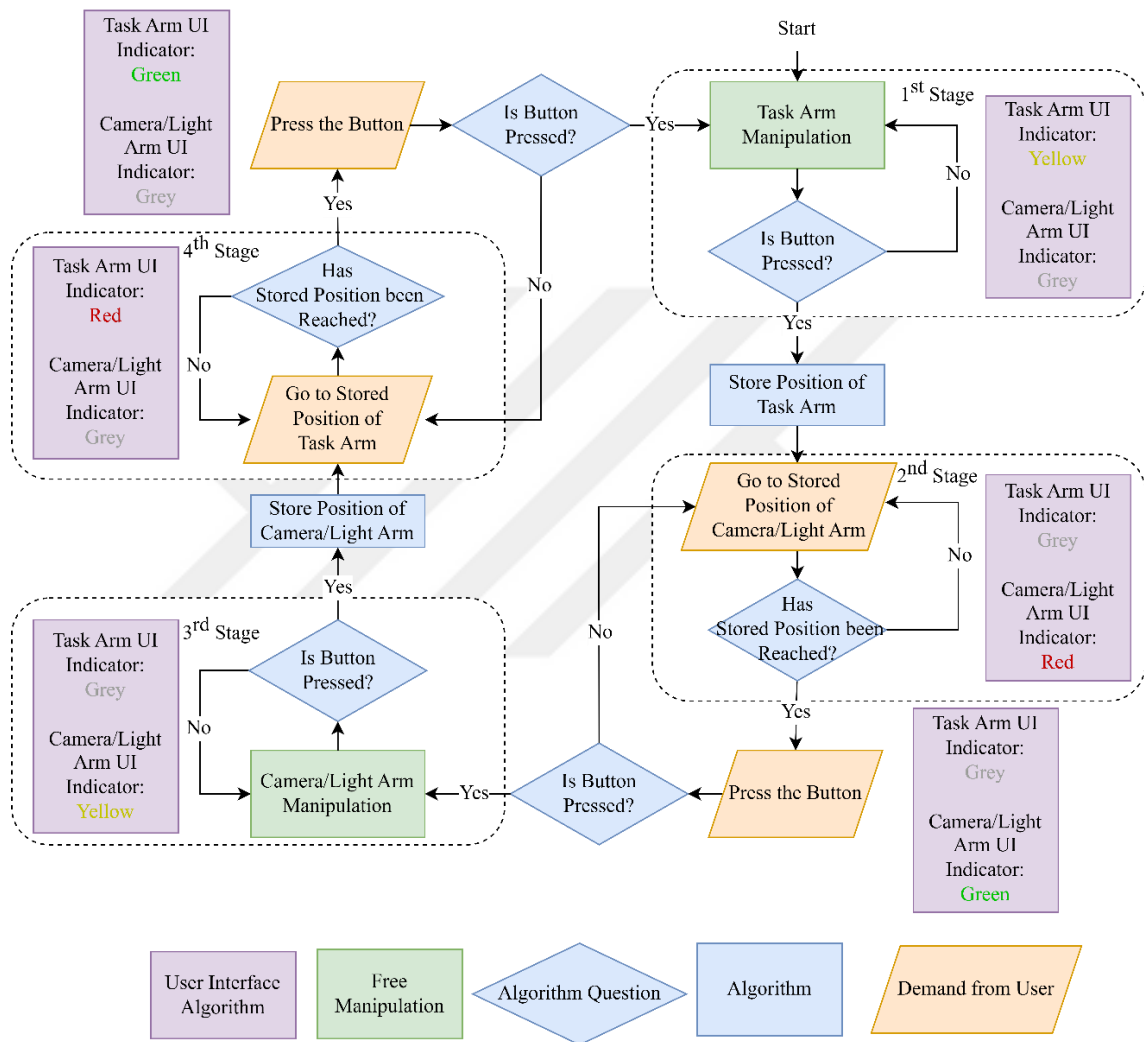 Start
Task Arm UI
Indicator:
Green
Camera/Light
Arm UI
Indicator:
Grey
Press the Button
Is Button
Pressed?
Yes
No
1st Stage
Task Arm
Manipulation
No
Is Button
Pressed?
Yes
Task Arm UI
Indicator:
Yellow
Camera/Light
Arm UI
Indicator:
Grey
Yes
4th Stage
Task Arm UI
Indicator:
Red
Camera/Light
Arm UI
Indicator:
Grey
Has
Stored Position been
Reached?
No
Go to Stored
Position of
Task Arm
Store Position of
Task Arm
Store Position of
Camera/Light Arm
2nd Stage
Go to Stored
Position of
Camera/Light Arm
No
Has
Stored Position been
Reached?
Yes
Task Arm UI
Indicator:
Grey
Camera/Light
Arm UI
Indicator:
Red
Yes
3rd Stage
Task Arm UI
Indicator:
Grey
Camera/Light
Arm UI
Indicator:
Yellow
Is Button
Pressed?
No
Camera/Light Arm
Manipulation
Yes
Is Button
Pressed?
No
Press the Button
Task Arm UI
Indicator:
Grey
Camera/Light
Arm UI
Indicator:
Green
User Interface
Algorithm
Free
Manipulation
Algorithm Question
Algorithm
Demand from User